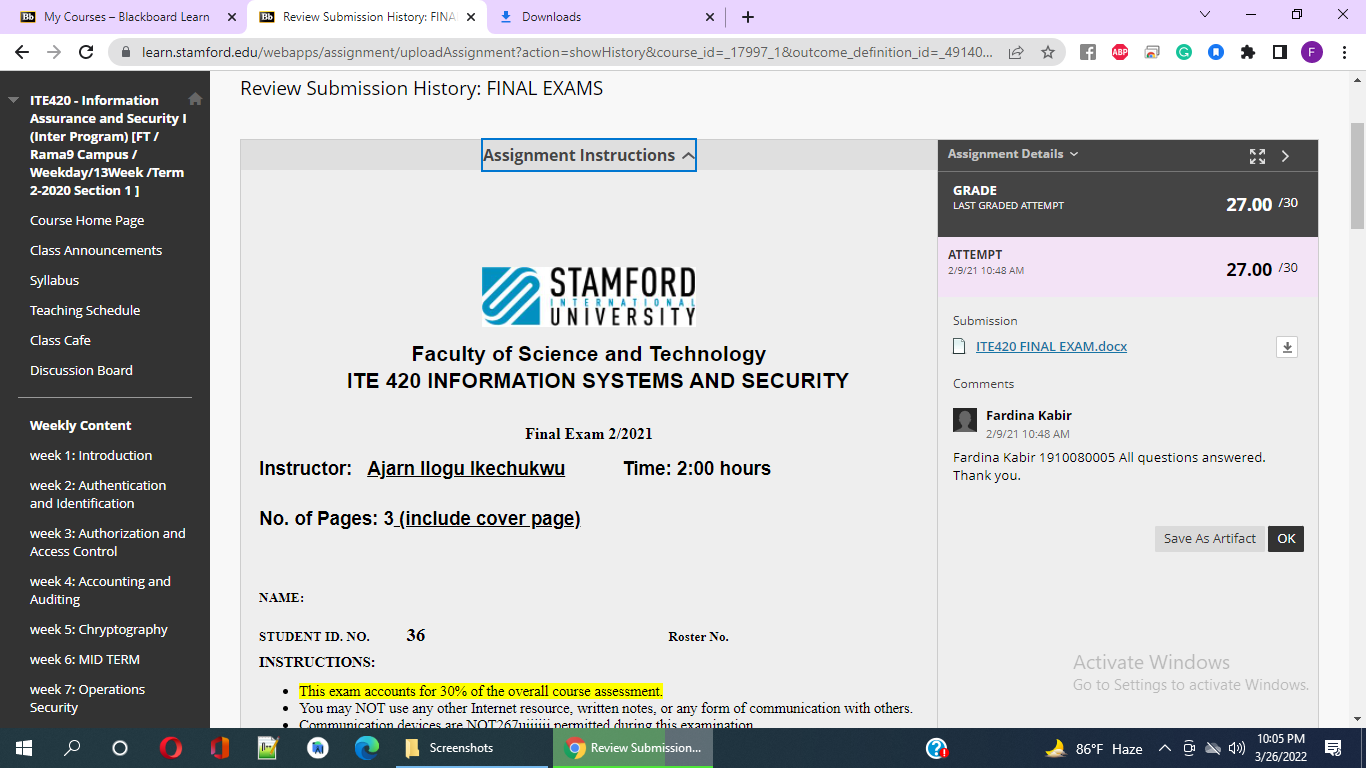 My Courses – Blackboard Learn
Review Submission History: FINA
Downloads
learn.stamford.edu/webapps/assignment/uploadAssignment?action=showHistory&course_id=_17997_1&outcome_definition_id=_49140...
ABP
F
ITE420 - Information
Assurance and Security I
(Inter Program) [FT /
Rama9 Campus /
Weekday/13Week /Term
2-2020 Section 1 ]
Course Home Page
Class Announcements
Syllabus
Teaching Schedule
Class Cafe
Discussion Board
Weekly Content
week 1: Introduction
week 2: Authentication
and Identification
week 3: Authorization and
Access Control
week 4: Accounting and
Auditing
week 5: Chryptography
week 6: MID TERM
week 7: Operations
Security
Review Submission History: FINAL EXAMS
Assignment Instructions
STAMFORD
INTERNATIONAL
UNIVERSITY
Faculty of Science and Technology
ITE 420 INFORMATION SYSTEMS AND SECURITY
Final Exam 2/2021
Instructor: Ajarn Ilogu Ikechukwu Time: 2:00 hours
No. of Pages: 3 (include cover page)
NAME:
STUDENT ID. NO. 36 Roster No.
INSTRUCTIONS:
• This exam accounts for 30% of the overall course assessment.
• You may NOT use any other Internet resource, written notes, or any form of communication with others.
• Communication devices are NOT267ujijijij permitted during this examination
Assignment Details
GRADE
LAST GRADED ATTEMPT
27.00 /30
ATTEMPT
2/9/21 10:48 AM
27.00 /30
Submission
ITE420 FINAL EXAM.docx
Comments
Fardina Kabir
2/9/21 10:48 AM
Fardina Kabir 1910080005 All questions answered.
Thank you.
Save As Artifact OK
Activate Windows
Go to Settings to activate Windows.
Screenshots
Review Submission...
86°F Haze
10:05 PM
3/26/2022